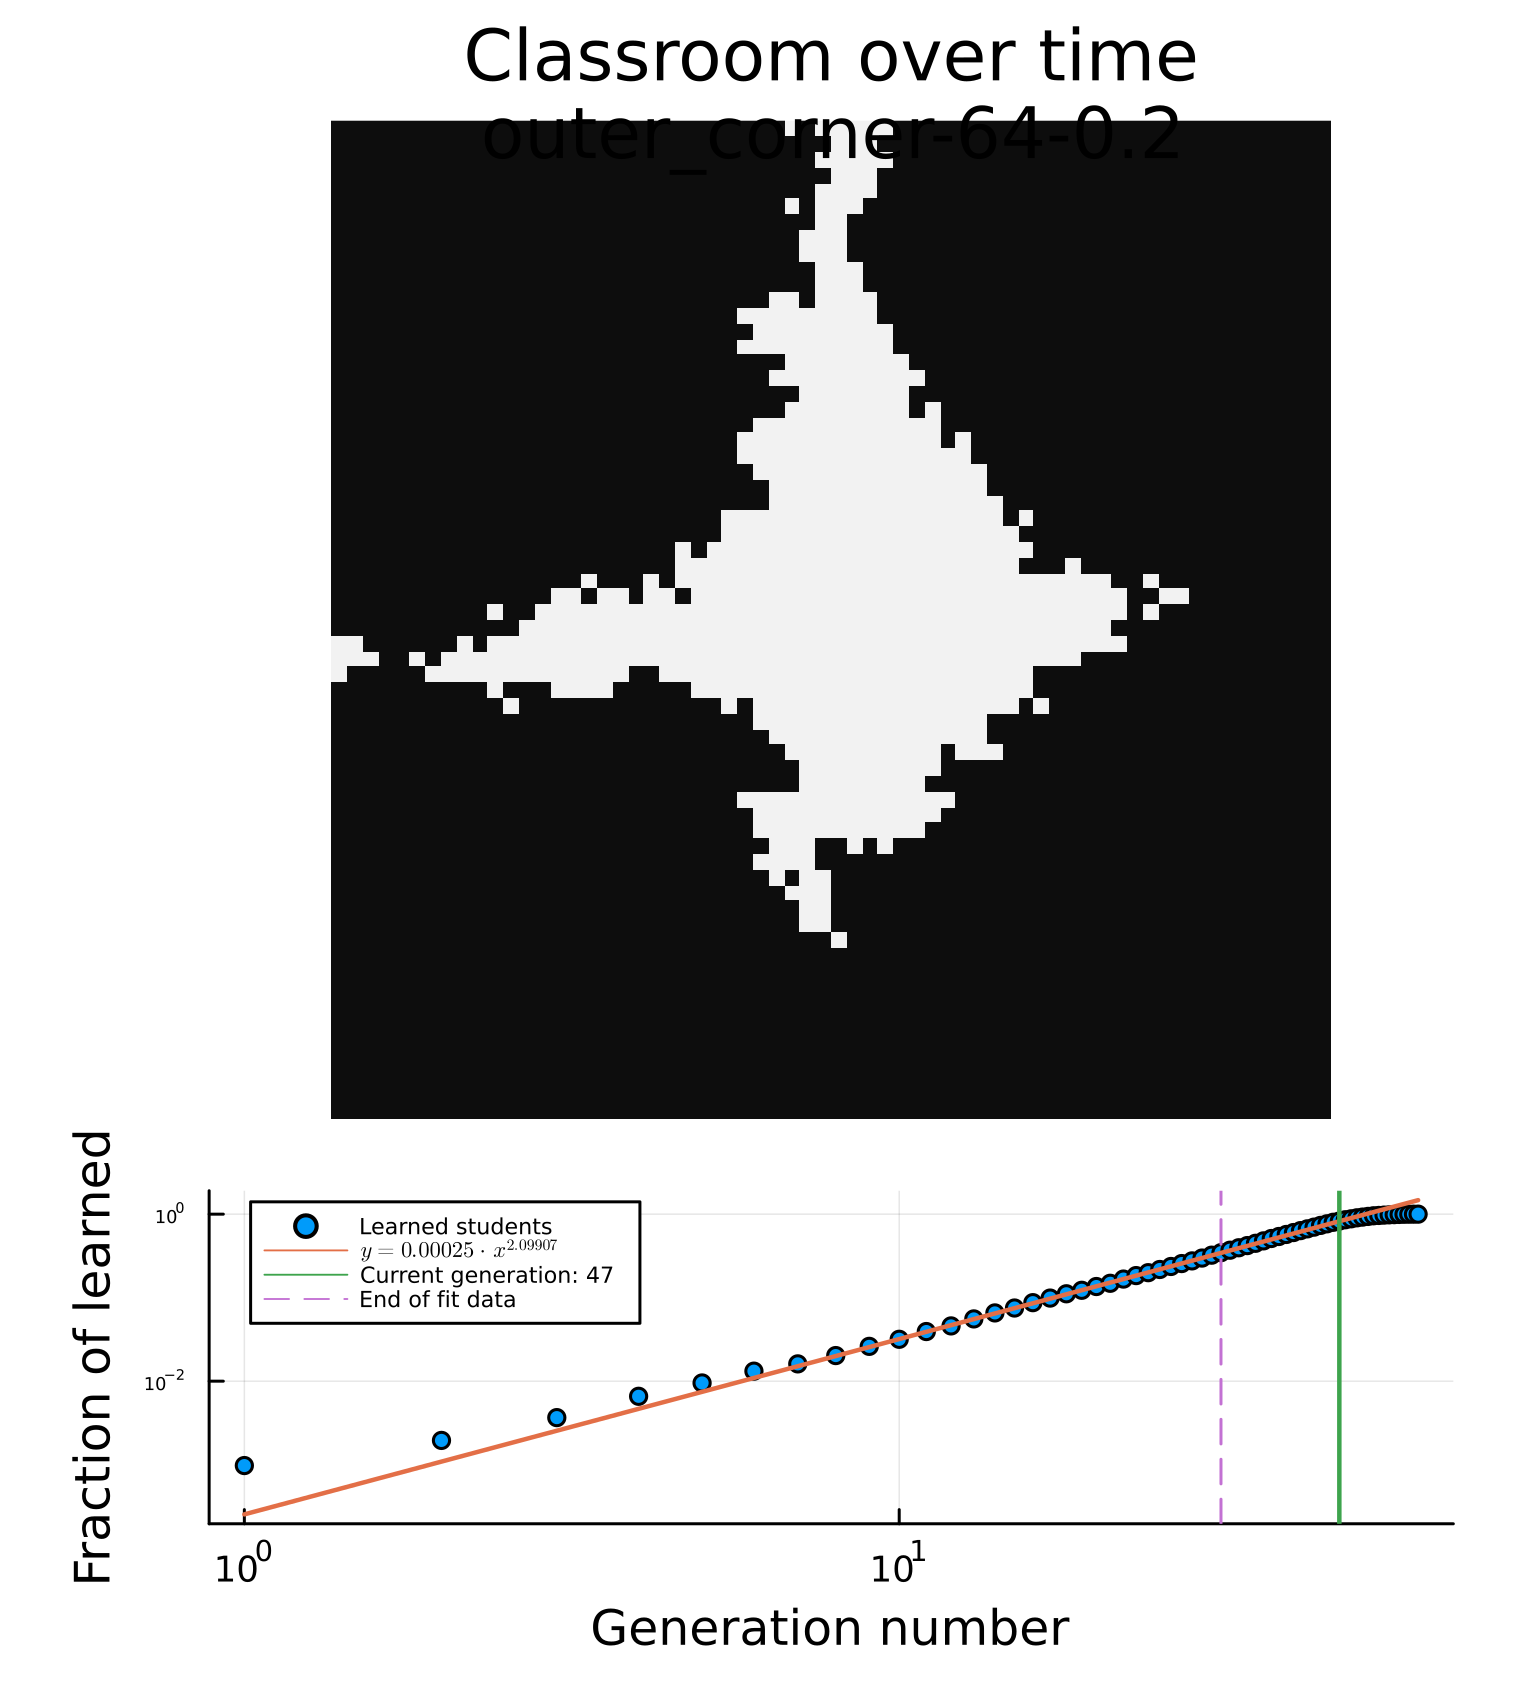 Classroom over time
outer_corner-64-0.2
Fraction of learned
10^0
10^−2
Learned students
y = 0.00025 · x^2.09907
Current generation: 47
End of fit data
10^0
10^1
Generation number